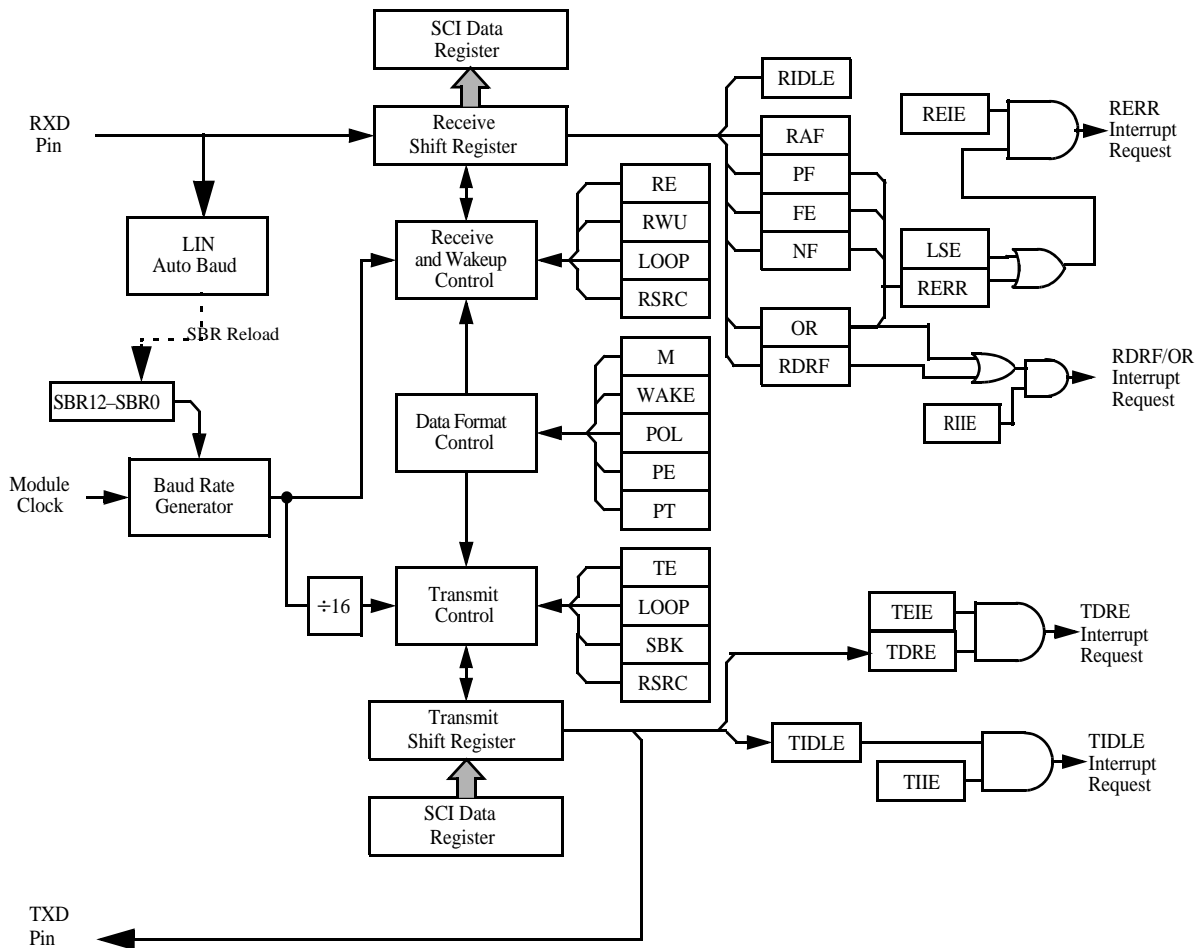 SCI Data
Register
RXD
Pin
Receive
Shift Register
RIDLE
RAF
PF
FE
NF
REIE
RERR
Interrupt
Request
RE
RWU
LOOP
RSRC
LIN
Auto Baud
Receive
and Wakeup
Control
LSE
RERR
SBR Reload
OR
RDRF
RIIE
RDRF/OR
Interrupt
Request
SBR12–SBR0
M
WAKE
POL
PE
PT
Data Format
Control
Module
Clock
Baud Rate
Generator
÷16
Transmit
Control
TE
LOOP
SBK
RSRC
TEIE
TDRE
TDRE
Interrupt
Request
Transmit
Shift Register
TIDLE
TIIE
TIDLE
Interrupt
Request
SCI Data
Register
TXD
Pin